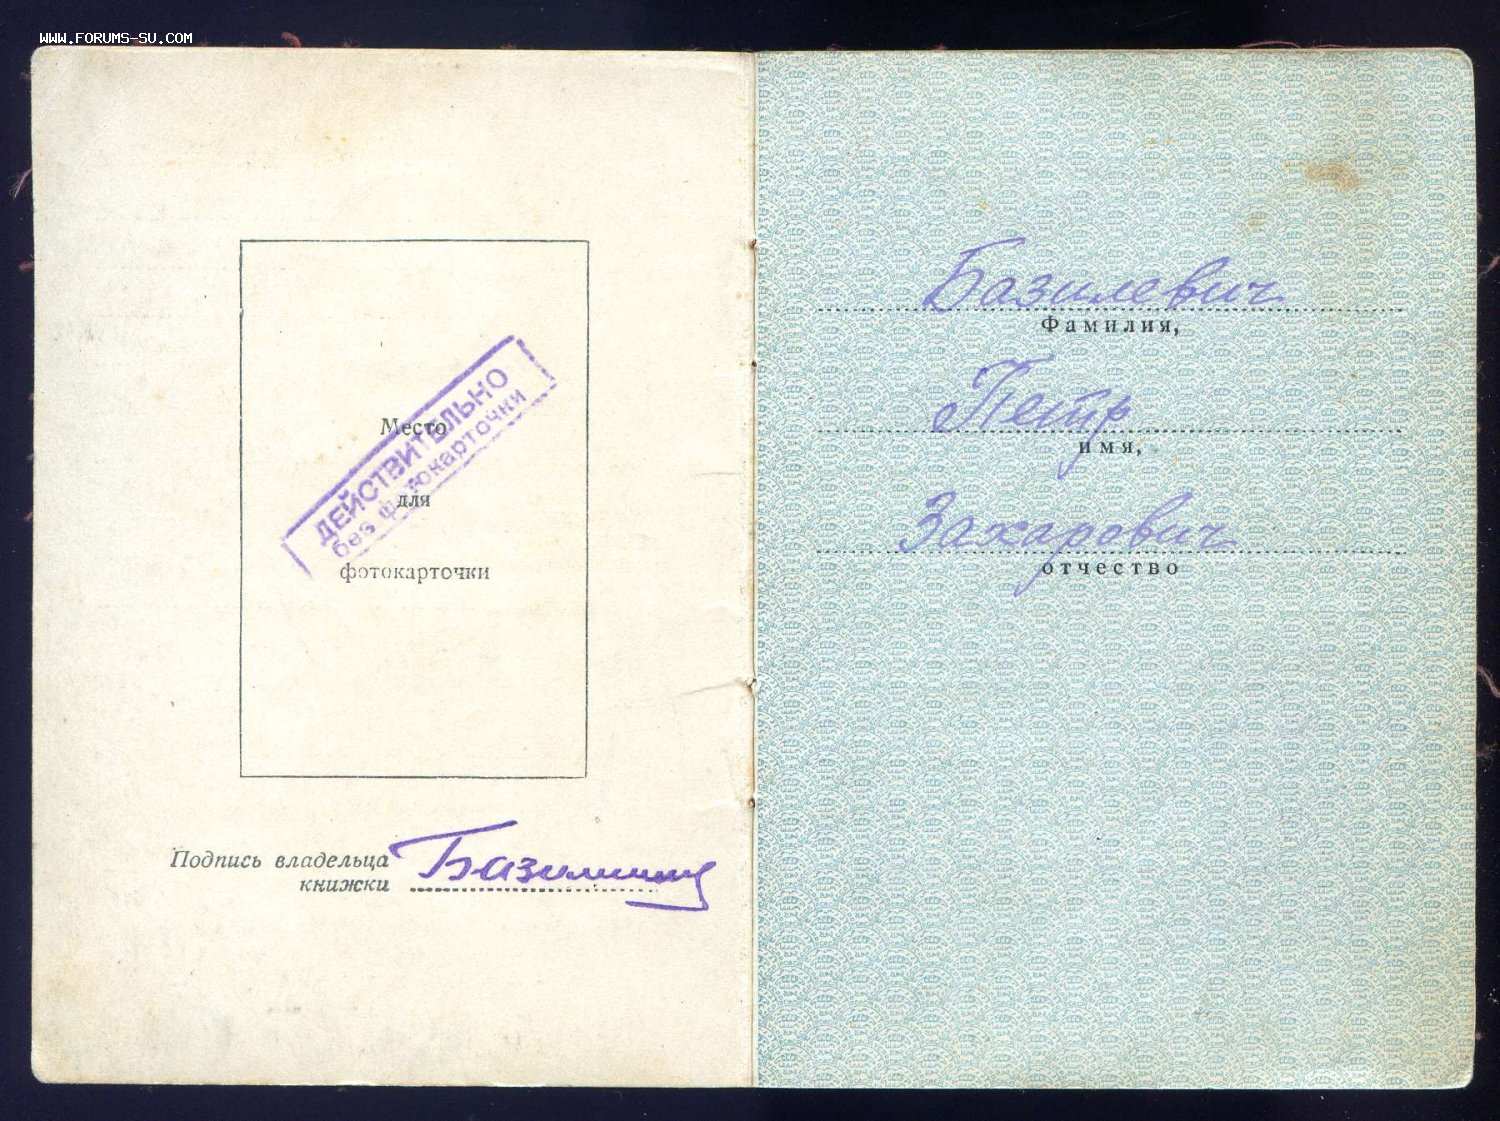 WWW.FORUMS-SU.COM
Место
для
фотокарточки
ДЕЙСТВИТЕЛЬНО
без фотокарточки
Подпись владельца
книжки
Базилевич
Фамилия,
Петр
имя,
Захарович
отчество